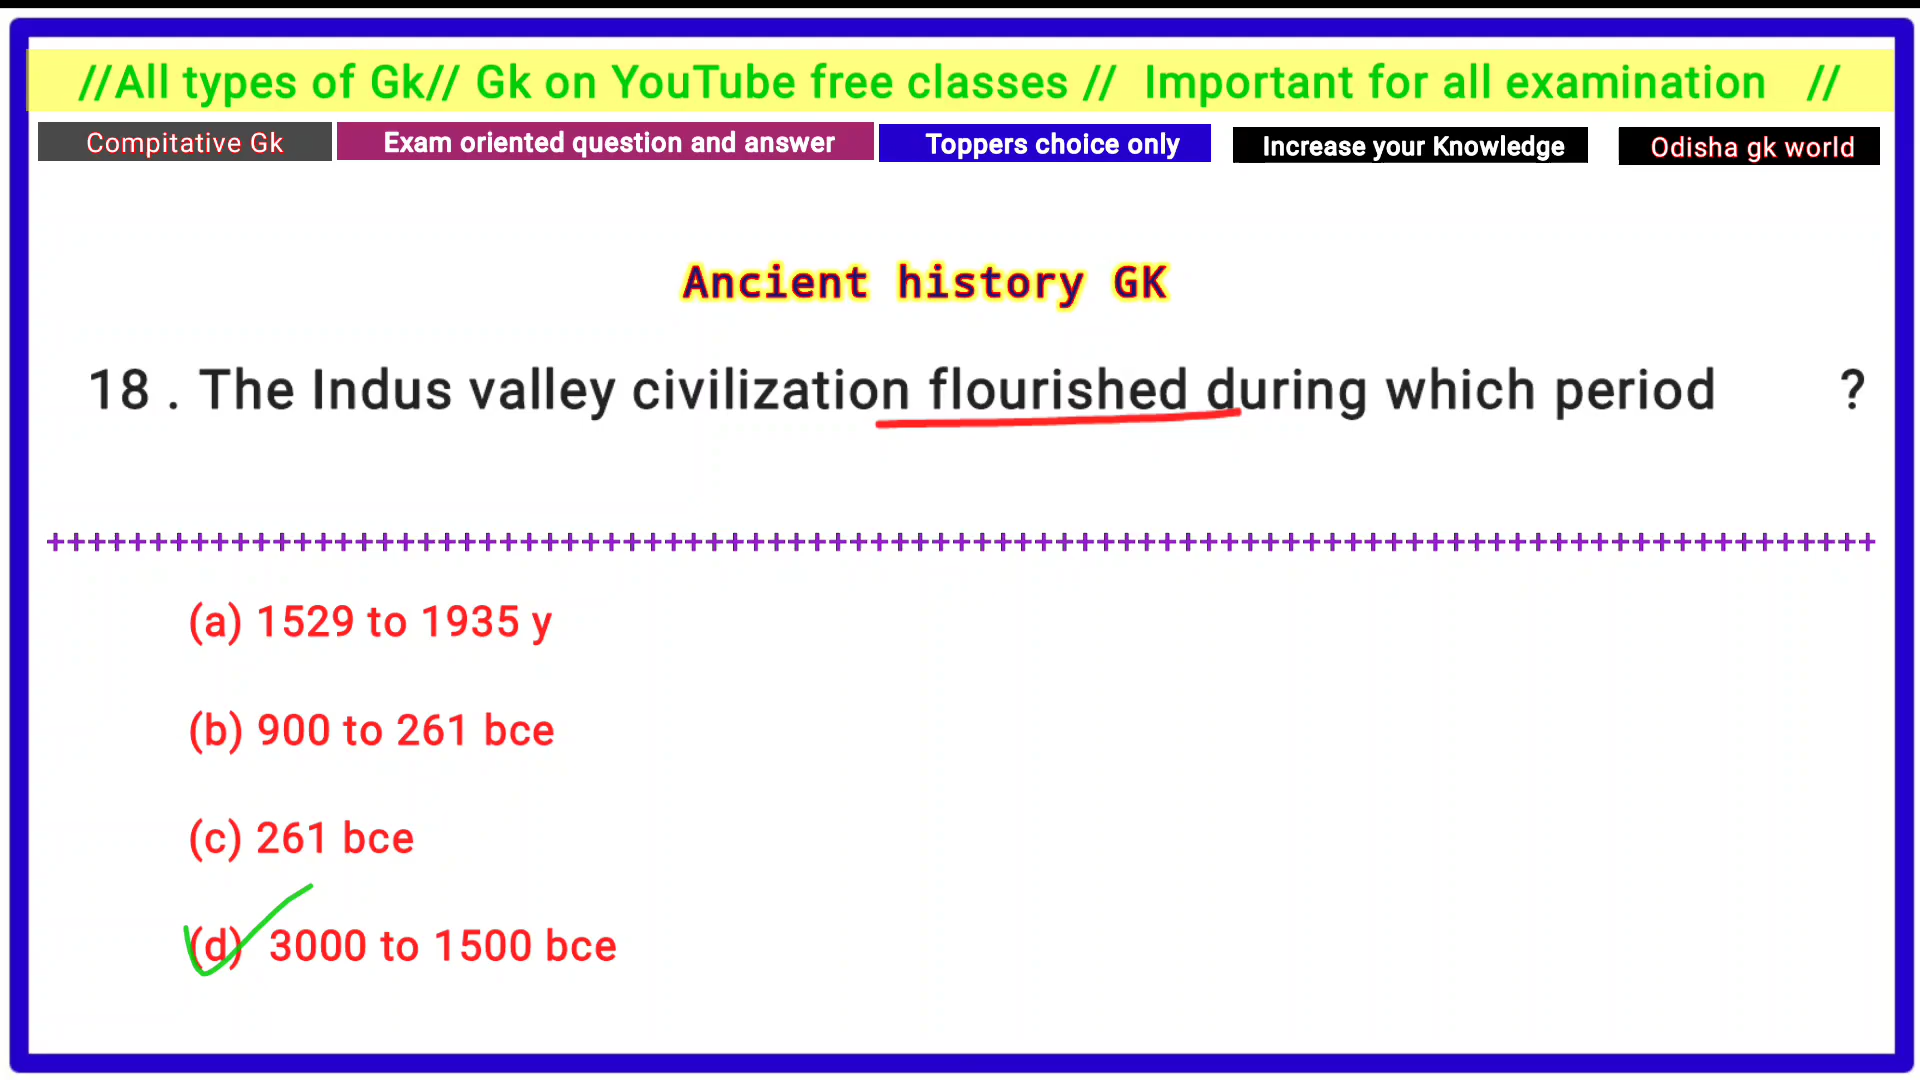 //All types of Gk// Gk on YouTube free classes // Important for all examination //
Compitative Gk Exam oriented question and answer Toppers choice only Increase your Knowledge Odisha gk world
Ancient history GK
18 . The Indus valley civilization flourished during which period ?
++++++++++++++++++++++++++++++++++++++++++++++++++++++++++++++++++++++++++++++++++++++++
(a) 1529 to 1935 y
(b) 900 to 261 bce
(c) 261 bce
(d) 3000 to 1500 bce